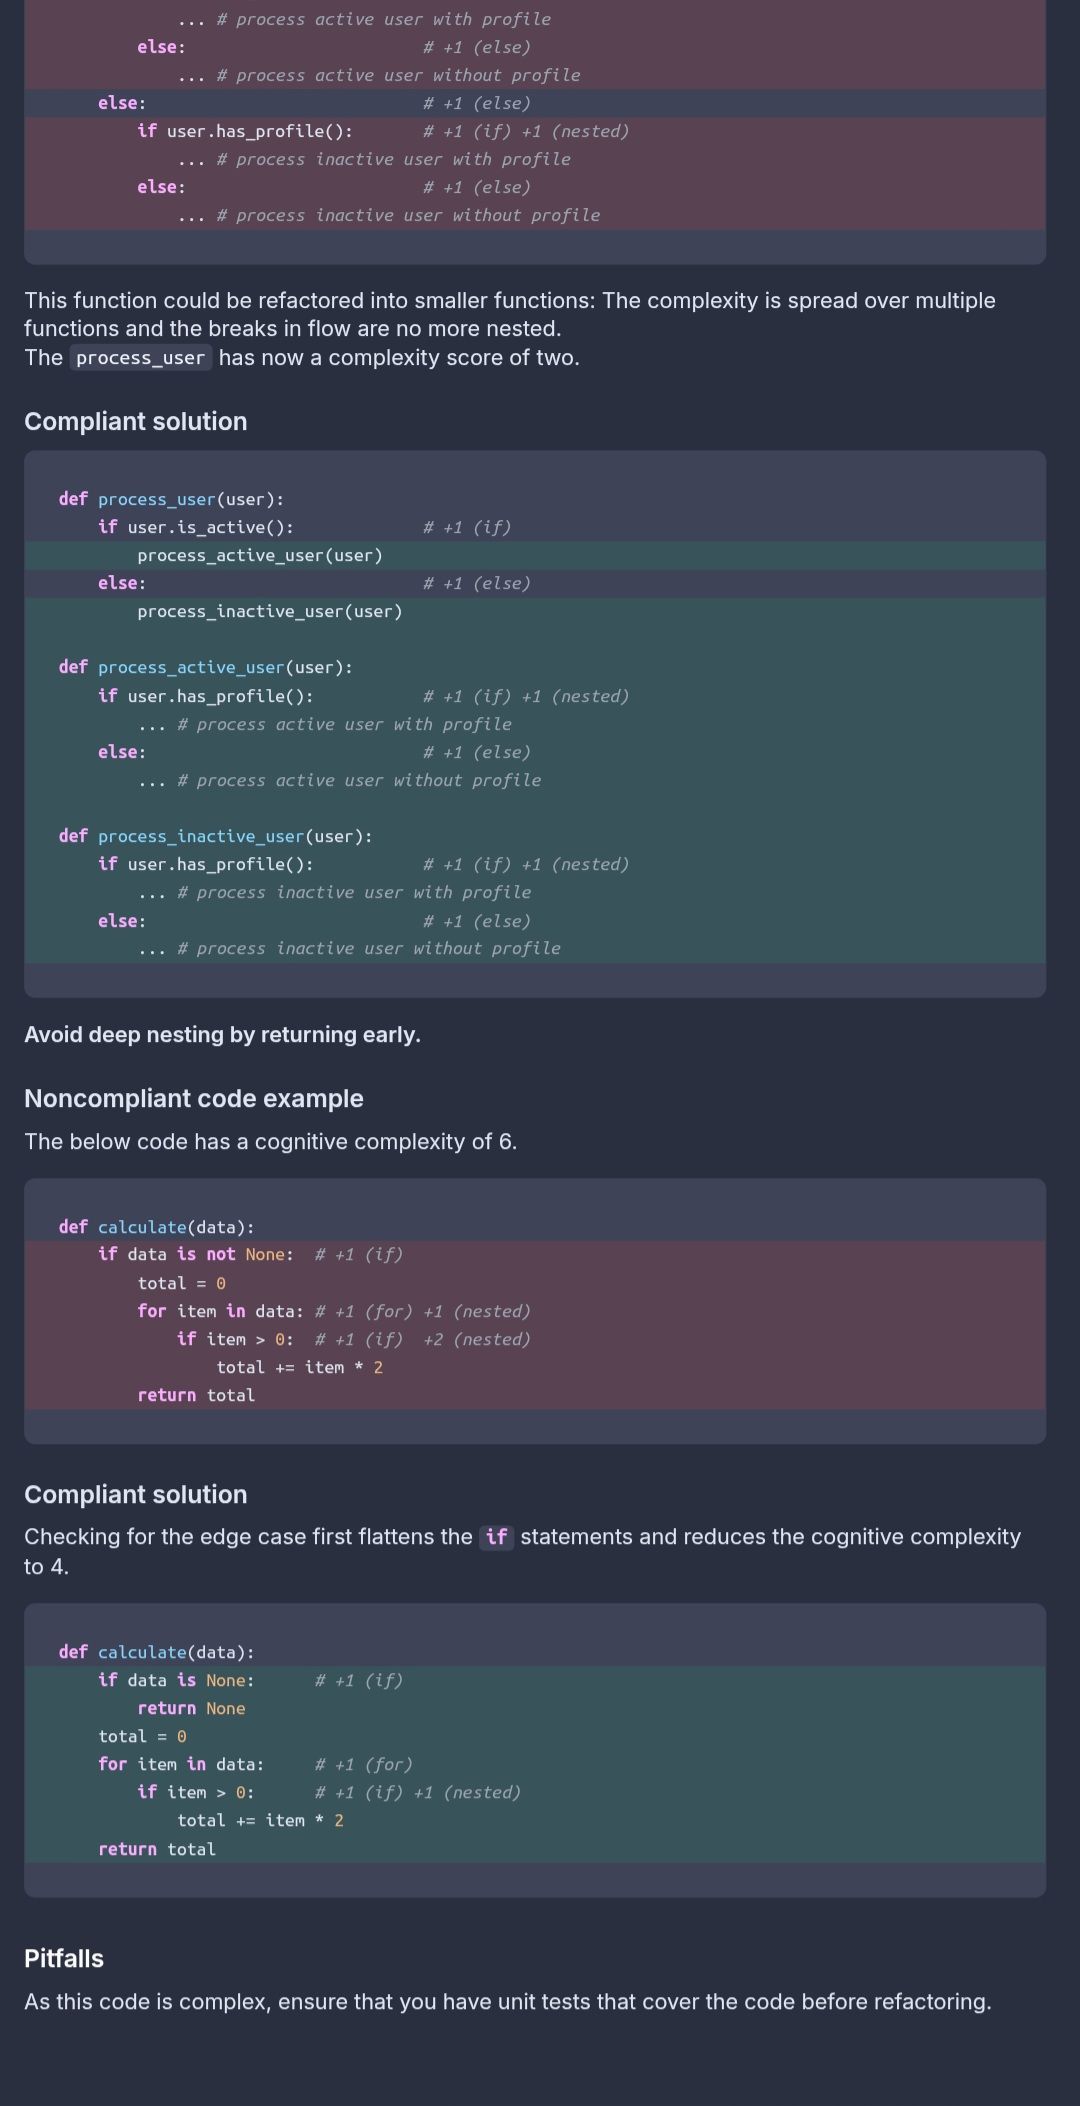 ... # process active user with profile
else: # +1 (else)
... # process active user without profile
else: # +1 (else)
if user.has_profile(): # +1 (if) +1 (nested)
... # process inactive user with profile
else: # +1 (else)
... # process inactive user without profile
This function could be refactored into smaller functions: The complexity is spread over multiple
functions and the breaks in flow are no more nested.
The process_user has now a complexity score of two.
Compliant solution
def process_user(user):
if user.is_active(): # +1 (if)
process_active_user(user)
else: # +1 (else)
process_inactive_user(user)
def process_active_user(user):
if user.has_profile(): # +1 (if) +1 (nested)
... # process active user with profile
else: # +1 (else)
... # process active user without profile
def process_inactive_user(user):
if user.has_profile(): # +1 (if) +1 (nested)
... # process inactive user with profile
else: # +1 (else)
... # process inactive user without profile
Avoid deep nesting by returning early.
Noncompliant code example
The below code has a cognitive complexity of 6.
def calculate(data):
if data is not None: # +1 (if)
total = 0
for item in data: # +1 (for) +1 (nested)
if item > 0: # +1 (if) +2 (nested)
total += item * 2
return total
Compliant solution
Checking for the edge case first flattens the if statements and reduces the cognitive complexity
to 4.
def calculate(data):
if data is None: # +1 (if)
return None
total = 0
for item in data: # +1 (for)
if item > 0: # +1 (if) +1 (nested)
total += item * 2
return total
Pitfalls
As this code is complex, ensure that you have unit tests that cover the code before refactoring.